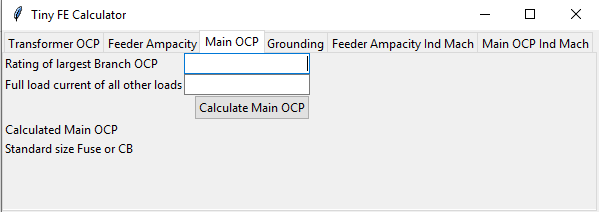 Tiny FE Calculator
Transformer OCP Feeder Ampacity Main OCP Grounding Feeder Ampacity Ind Mach Main OCP Ind Mach
Rating of largest Branch OCP
Full load current of all other loads
Calculate Main OCP
Calculated Main OCP
Standard size Fuse or CB